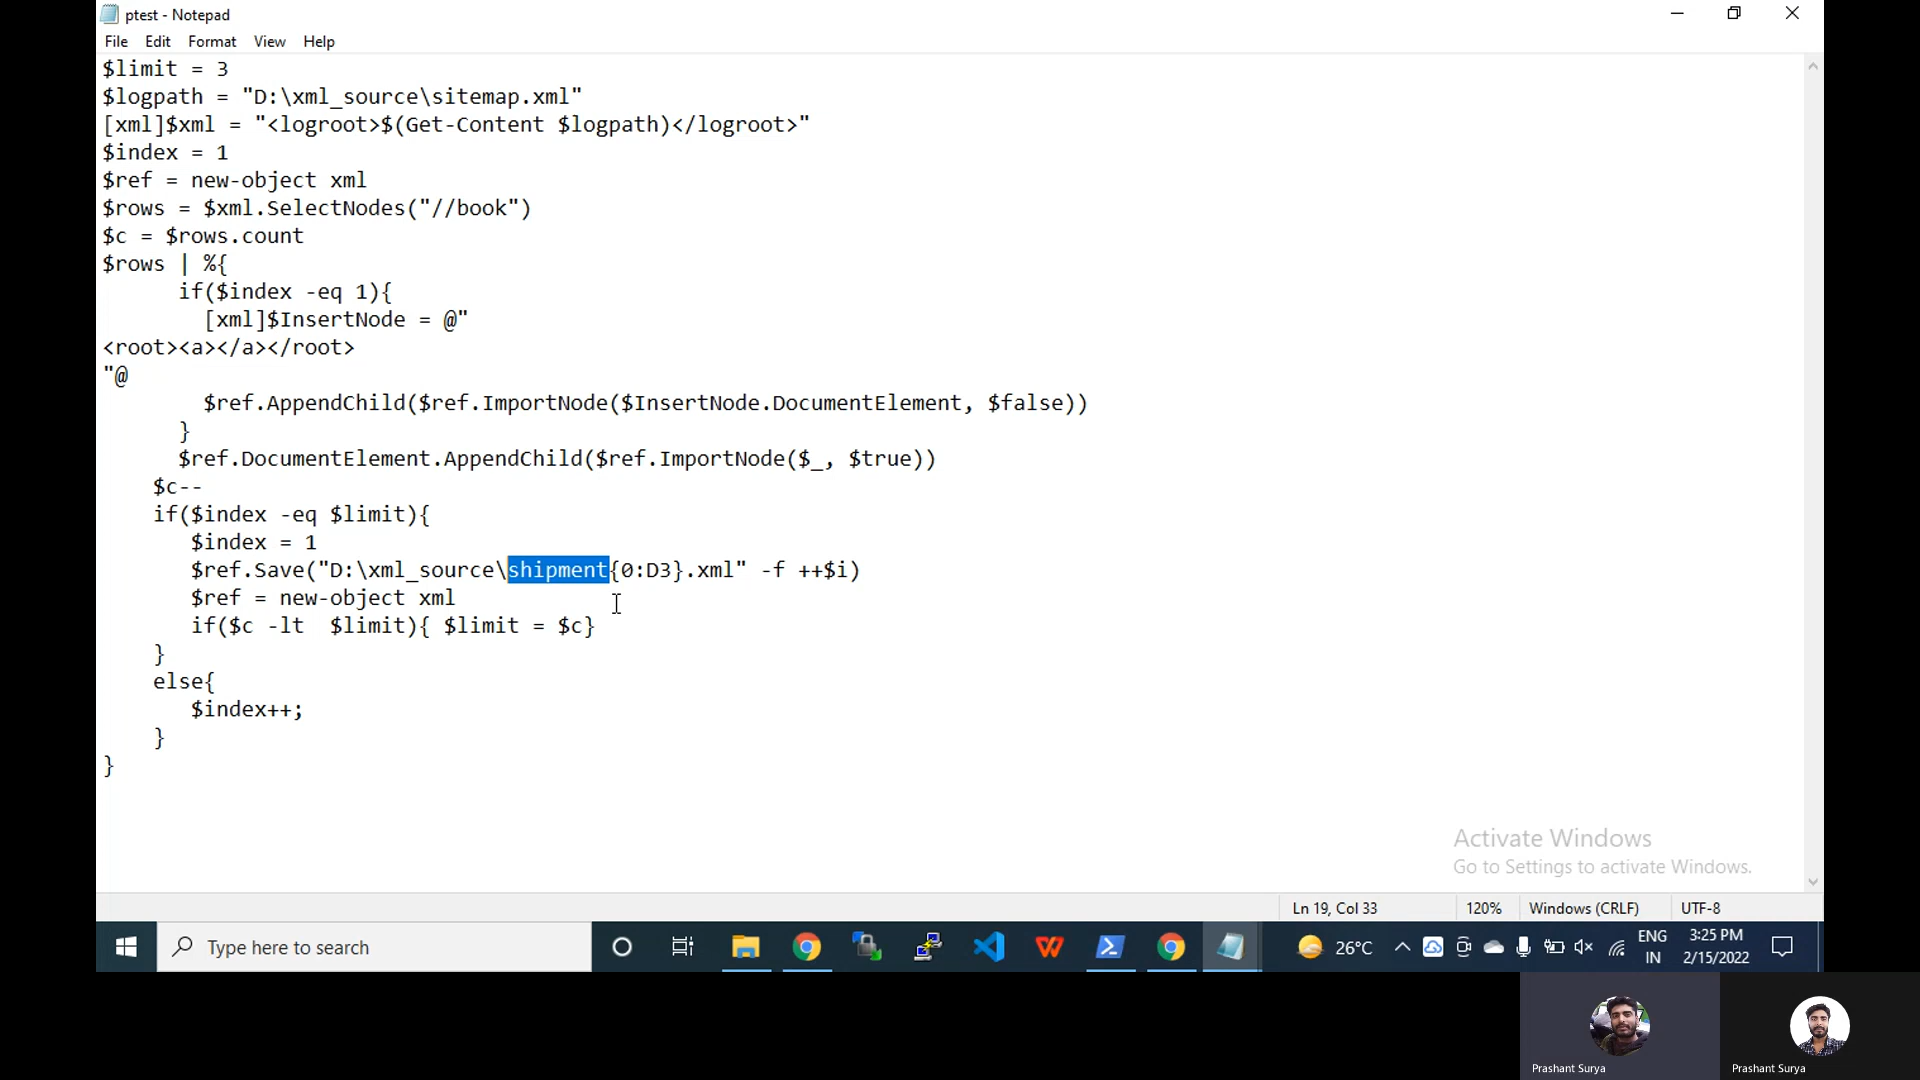 ptest - Notepad
File Edit Format View Help
$limit = 3
$logpath = "D:\xml_source\sitemap.xml"
[xml]$xml = "<logroot>$(Get-Content $logpath)</logroot>"
$index = 1
$ref = new-object xml
$rows = $xml.SelectNodes("//book")
$c = $rows.count
$rows | %{
if($index -eq 1){
[xml]$InsertNode = @"
<root><a></a></root>
"@
$ref.AppendChild($ref.ImportNode($InsertNode.DocumentElement, $false))
}
$ref.DocumentElement.AppendChild($ref.ImportNode($_, $true))
$c--
if($index -eq $limit){
$index = 1
$ref.Save("D:\xml_source\shipment{0:D3}.xml" -f ++$i)
$ref = new-object xml
if($c -lt  $limit){ $limit = $c}
}
else{
$index++;
}
}
Activate Windows
Go to Settings to activate Windows.
Ln 19, Col 33 120% Windows (CRLF) UTF-8
Type here to search
26°C
ENG
IN
3:25 PM
2/15/2022
Prashant Surya
Prashant Surya